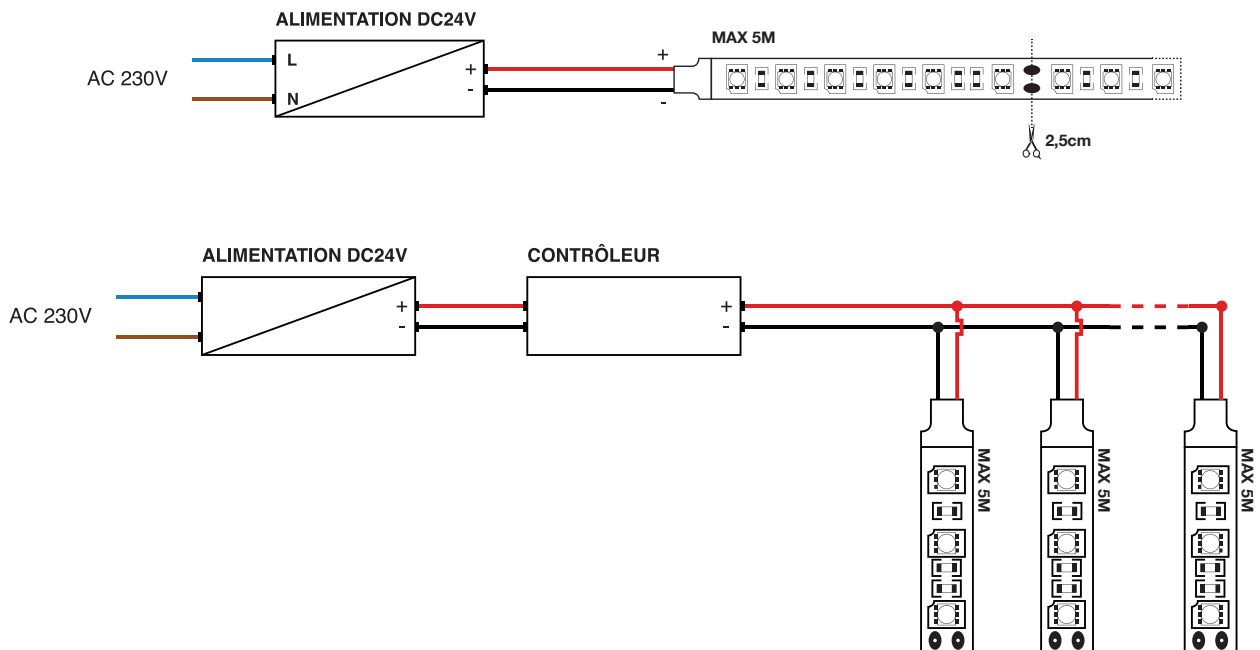 ALIMENTATION DC24V
AC 230V
L
N
+
-
+
-
MAX 5M
2,5cm
ALIMENTATION DC24V
CONTRÔLEUR
AC 230V
+
-
+
-
MAX 5M
MAX 5M
MAX 5M